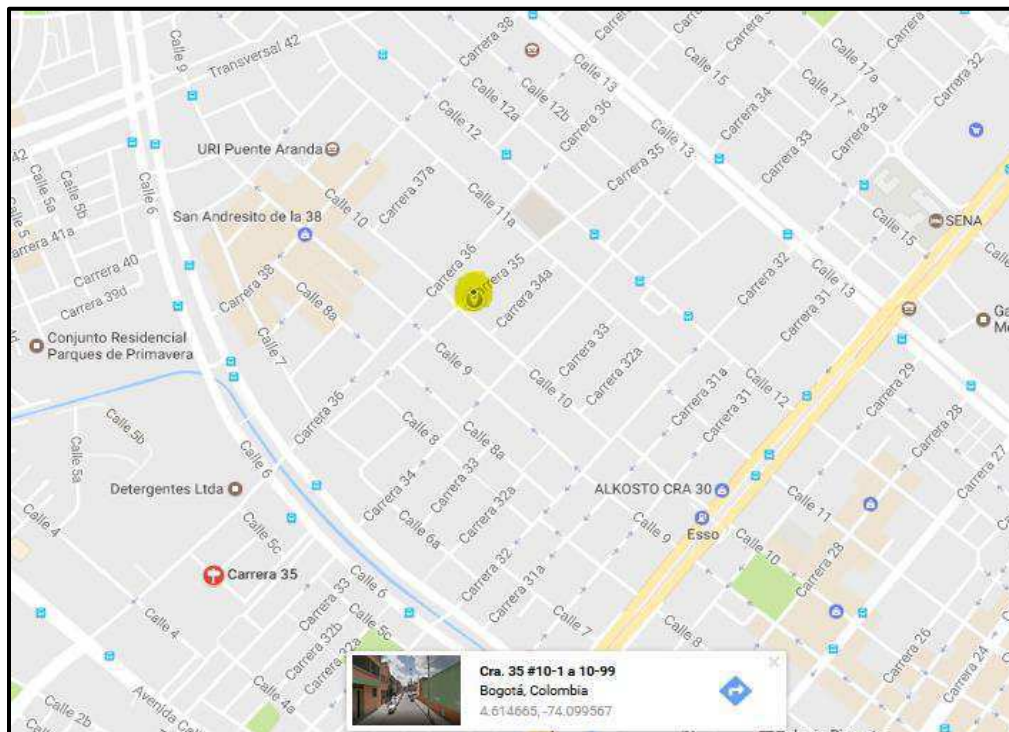 Calle 9
Transversal 42
Carrera 38
Calle 13
Calle 15
Calle 17a
Carrera 32
Calle 12a
Calle 12b
Carrera 36
Carrera 34
Calle 17
Carrera 32a
Calle 12
Calle 13
Carrera 33
42
Calle 5a
Calle 5b
Calle 6
URI Puente Aranda
Carrera 37a
Carrera 35
Calle 5
Calle 10
Calle 11a
San Andresito de la 38
SENA
Calle 15
Carrera 41a
Carrera 40
Carrera 39d
Carrera 38
Carrera 36
Carrera 35
Carrera 34a
Carrera 32
Calle 13
Carrera 31
Calle 8a
Calle 7
Conjunto Residencial
Parques de Primavera
Calle 9
Carrera 33
Carrera 32a
Calle 10
Calle 12
Carrera 31a
Carrera 31
Carrera 29
Carrera 28
Carrera 27
Carrera 36
Calle 5b
Calle 5a
Calle 6
Calle 8
Calle 8a
Carrera 34
Carrera 33
Carrera 32a
Detergentes Ltda
ALKOSTO CRA 30
Esso
Calle 11
Calle 9
Calle 10
Carrera 28
Calle 4
Calle 5c
Calle 6a
Carrera 32
Carrera 31a
Carrera 35
Carrera 33
Calle 6
Calle 5c
Calle 4
Carrera 32b
Carrera 32a
Calle 7
Calle 8
Carrera 26
Carrera 24
Avenida
Calle 4a
Calle 2b
Cra. 35 #10-1 a 10-99
Bogotá, Colombia
4.614665, -74.099567